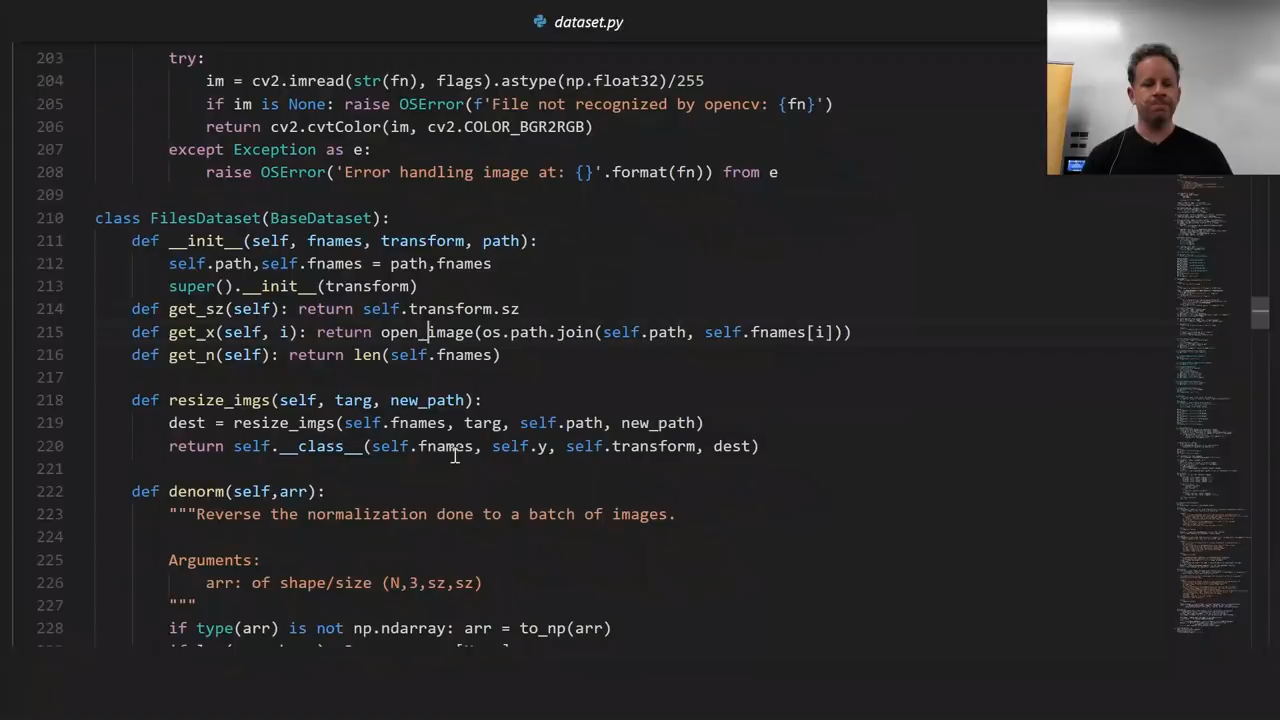 dataset.py
203 try:
204 im = cv2.imread(str(fn), flags).astype(np.float32)/255
205 if im is None: raise OSError(f'File not recognized by opencv: {fn}')
206 return cv2.cvtColor(im, cv2.COLOR_BGR2RGB)
207 except Exception as e:
208 raise OSError('Error handling image at: {}'.format(fn)) from e
209
210 class FilesDataset(BaseDataset):
211 def __init__(self, fnames, transform, path):
212 self.path,self.fnames = path,fnames
213 super().__init__(transform)
214 def get_sz(self): return self.transform.sz
215 def get_x(self, i): return open_image(os.path.join(self.path, self.fnames[i]))
216 def get_n(self): return len(self.fnames)
217
218 def resize_imgs(self, targ, new_path):
219 dest = resize_imgs(self.fnames, targ, self.path, new_path)
220 return self.__class__(self.fnames, self.y, self.transform, dest)
221
222 def denorm(self,arr):
223 """Reverse the normalization done to a batch of images.
224
225 Arguments:
226 arr: of shape/size (N,3,sz,sz)
227 """
228 if type(arr) is not np.ndarray: arr = to_np(arr)